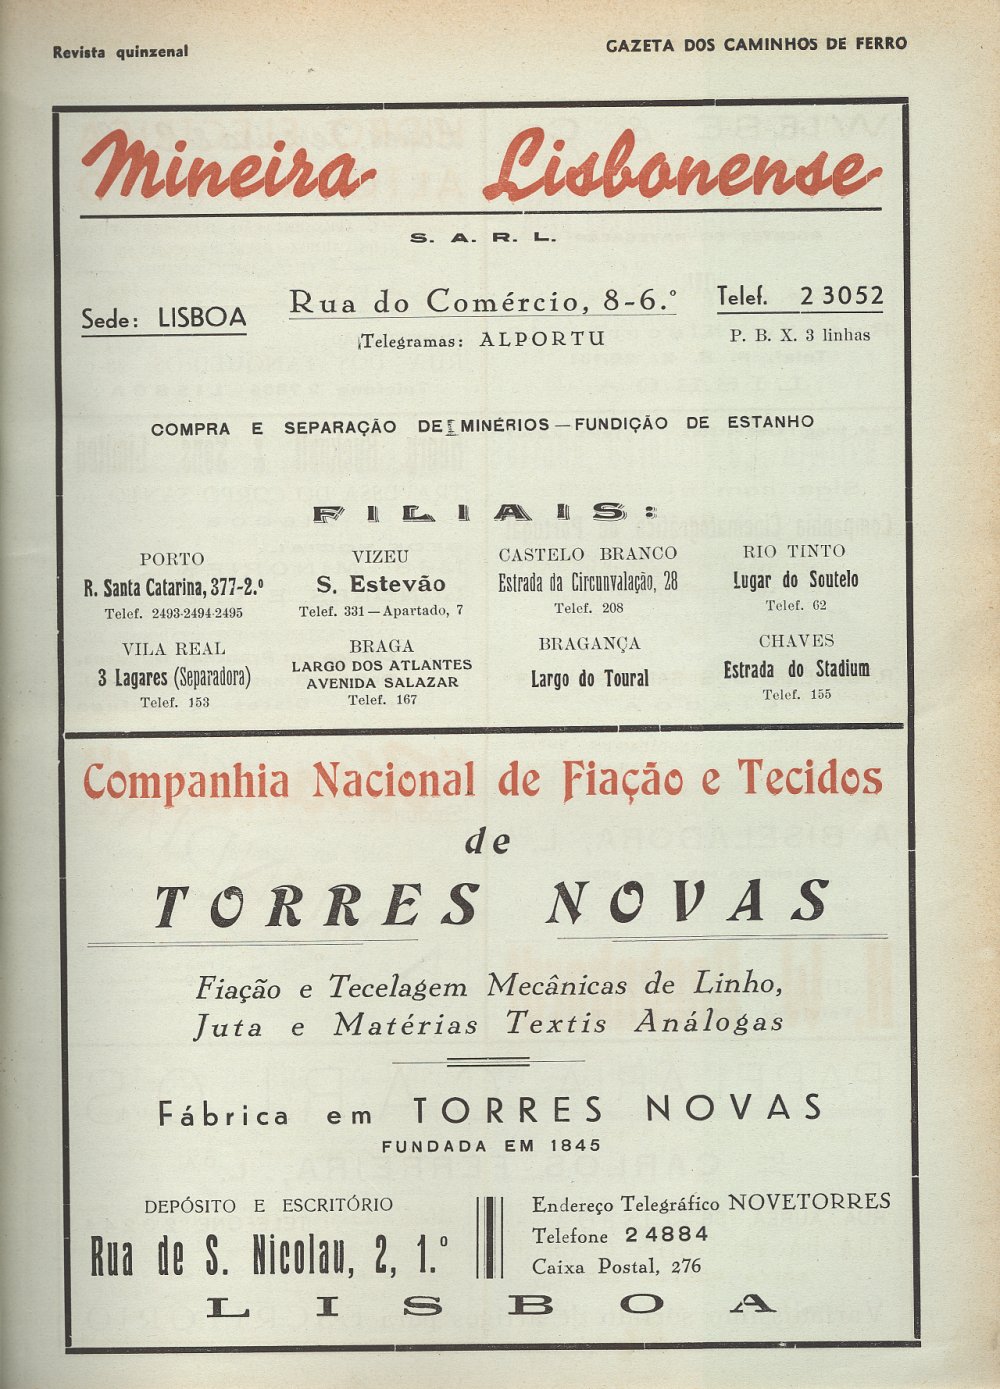 Revista quinzenal
GAZETA DOS CAMINHOS DE FERRO
Mineira Lisbonense
S. A. R. L.
Sede: LISBOA
Rua do Comércio, 8-6.º
Telegramas: ALPORTU
Telef. 2 3052
P. B. X. 3 linhas
COMPRA E SEPARAÇÃO DE MINÉRIOS — FUNDIÇÃO DE ESTANHO
FILIAIS:
PORTO
R. Santa Catarina, 377-2.º
Telef. 2493-2494-2495
VIZEU
S. Estevão
Telef. 331 — Apartado, 7
CASTELO BRANCO
Estrada da Circunvalação, 28
Telef. 208
RIO TINTO
Lugar do Soutelo
Telef. 62
VILA REAL
3 Lagares (Separadora)
Telef. 153
BRAGA
LARGO DOS ATLANTES
AVENIDA SALAZAR
Telef. 167
BRAGANÇA
Largo do Toural
CHAVES
Estrada do Stadium
Telef. 155
Companhia Nacional de Fiação e Tecidos
de
TORRES NOVAS
Fiação e Tecelagem Mecânicas de Linho,
Juta e Matérias Textis Análogas
Fábrica em TORRES NOVAS
FUNDADA EM 1845
DEPÓSITO E ESCRITÓRIO
Rua de S. Nicolau, 2, 1.º
Endereço Telegráfico NOVETORRES
Telefone 2 4884
Caixa Postal, 276
LISBOA